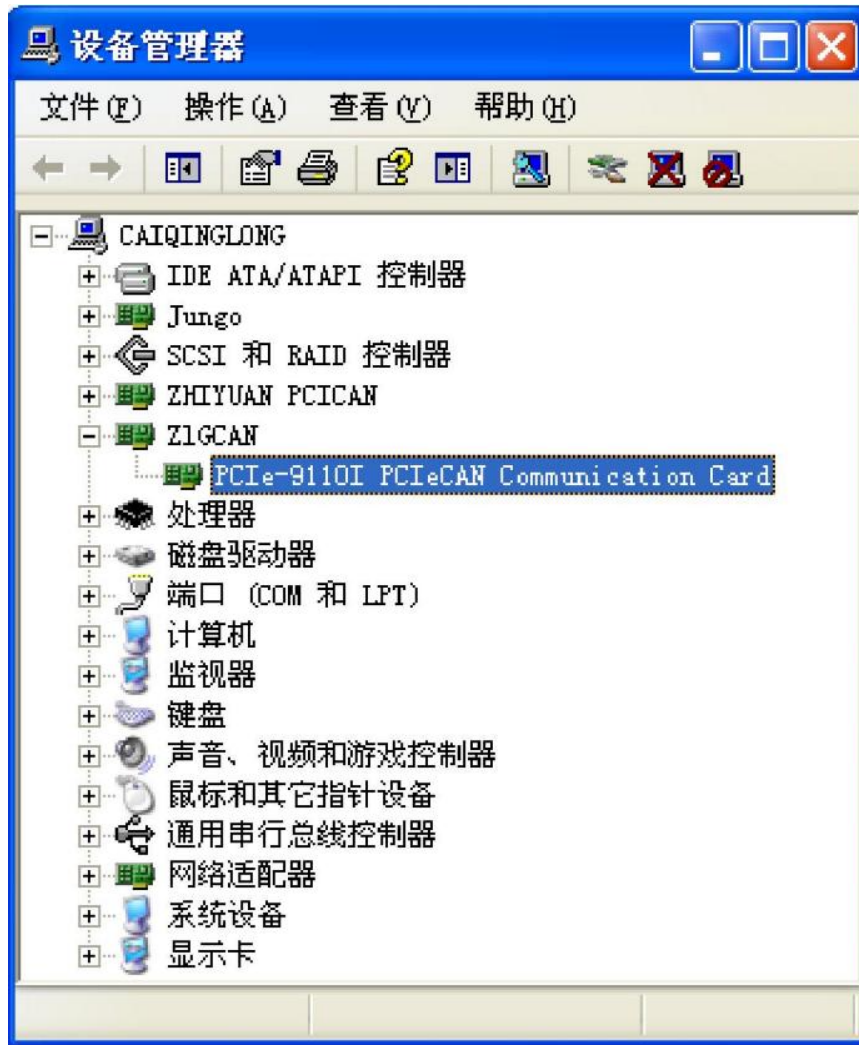 设备管理器
文件(F) 操作(A) 查看(V) 帮助(H)
CAIQINGLONG
IDE ATA/ATAPI 控制器
Jungo
SCSI 和 RAID 控制器
ZHIYUAN PCICAN
ZlGCAN
PCIe-9110I PCIeCAN Communication Card
处理器
磁盘驱动器
端口 (COM 和 LPT)
计算机
监视器
键盘
声音、视频和游戏控制器
鼠标和其它指针设备
通用串行总线控制器
网络适配器
系统设备
显示卡